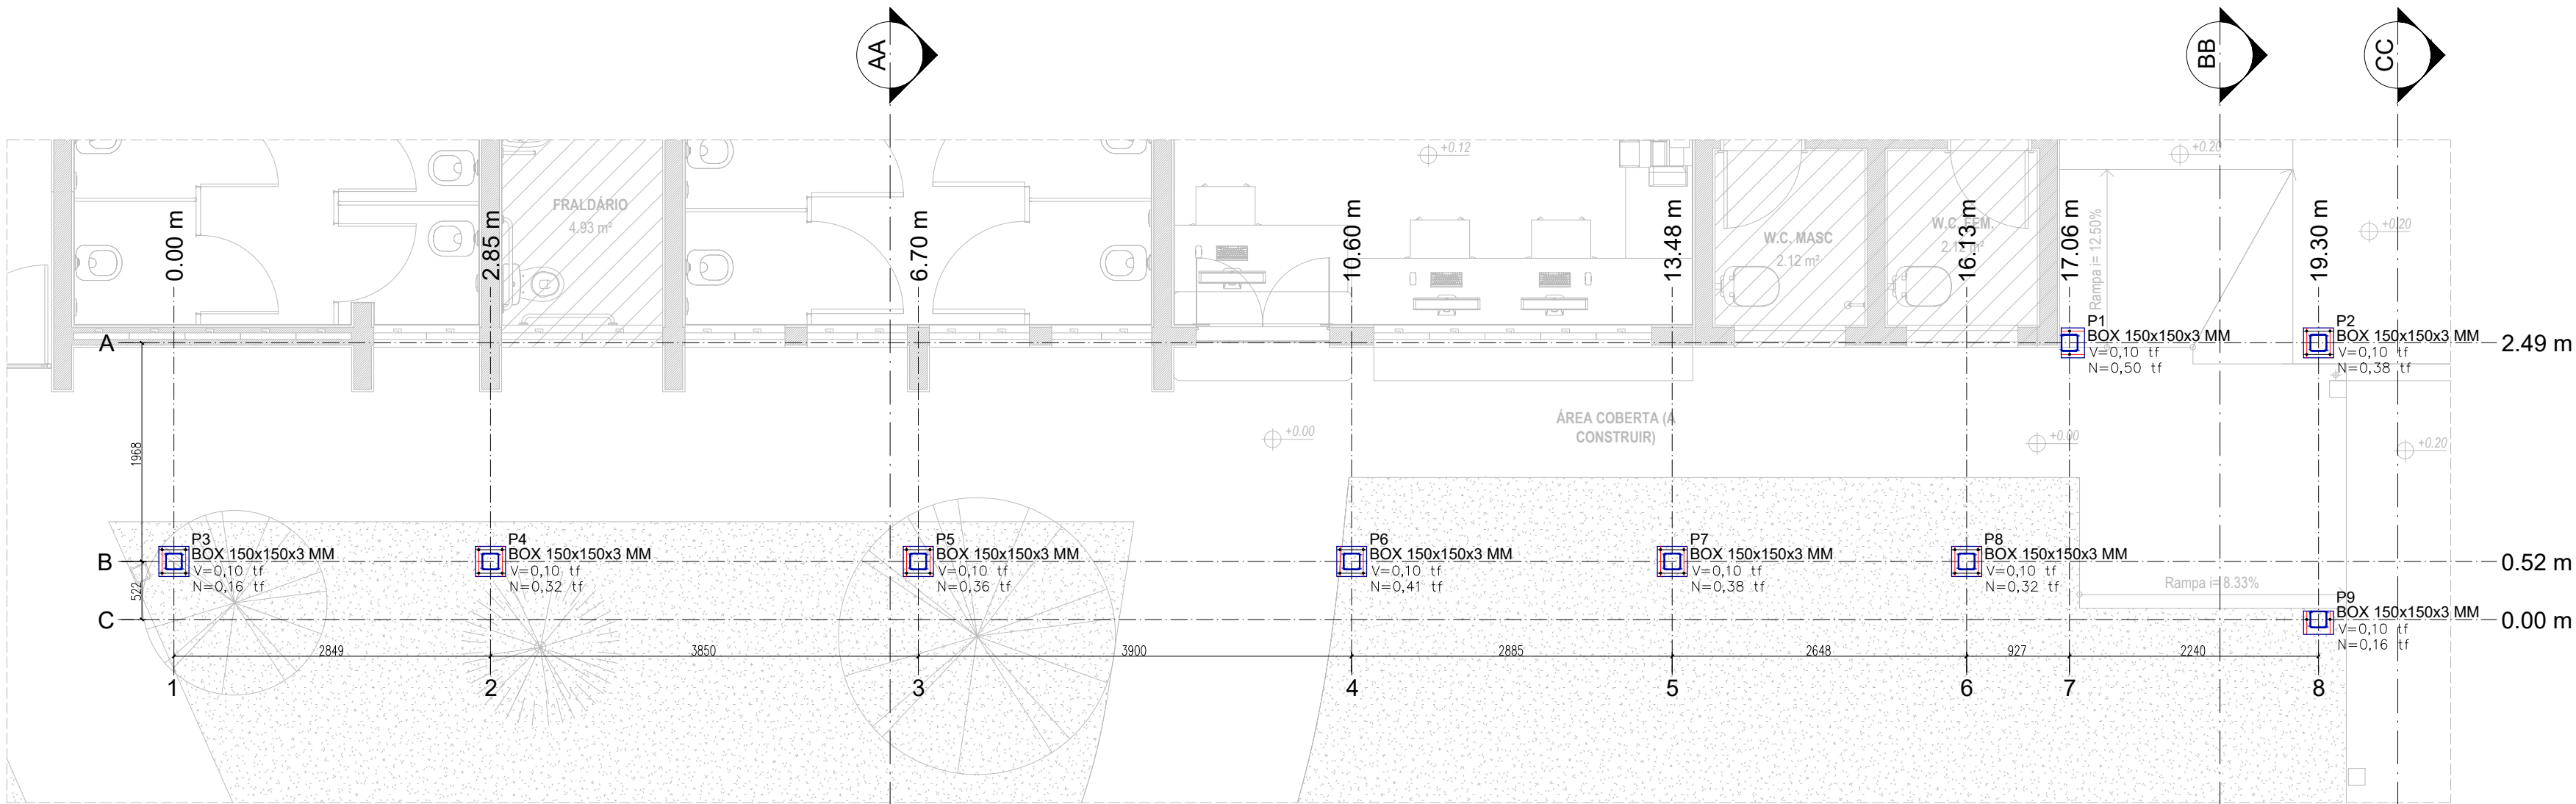 AA
BB
CC
+0.12
+0.20
FRALDÁRIO
4.93 m²
W.C. MASC
2.12 m²
W.C. FEM.
Rampa i= 12.50%
+0.20
0.00 m
2.85 m
6.70 m
10.60 m
13.48 m
16.13 m
17.06 m
19.30 m
A
P1
BOX 150x150x3 MM
V=0,10 tf
N=0,50 tf
P2
BOX 150x150x3 MM
V=0,10 tf
N=0,38 tf
2.49 m
ÁREA COBERTA (A
CONSTRUIR)
+0.00
+0.00
+0.20
1968
B
P3
BOX 150x150x3 MM
V=0,10 tf
N=0,16 tf
P4
BOX 150x150x3 MM
V=0,10 tf
N=0,32 tf
P5
BOX 150x150x3 MM
V=0,10 tf
N=0,36 tf
P6
BOX 150x150x3 MM
V=0,10 tf
N=0,41 tf
P7
BOX 150x150x3 MM
V=0,10 tf
N=0,38 tf
P8
BOX 150x150x3 MM
V=0,10 tf
N=0,32 tf
0.52 m
522
Rampa i= 8.33%
C
P9
BOX 150x150x3 MM
V=0,10 tf
N=0,16 tf
0.00 m
2849
3850
3900
2885
2648
927
2240
1
2
3
4
5
6
7
8